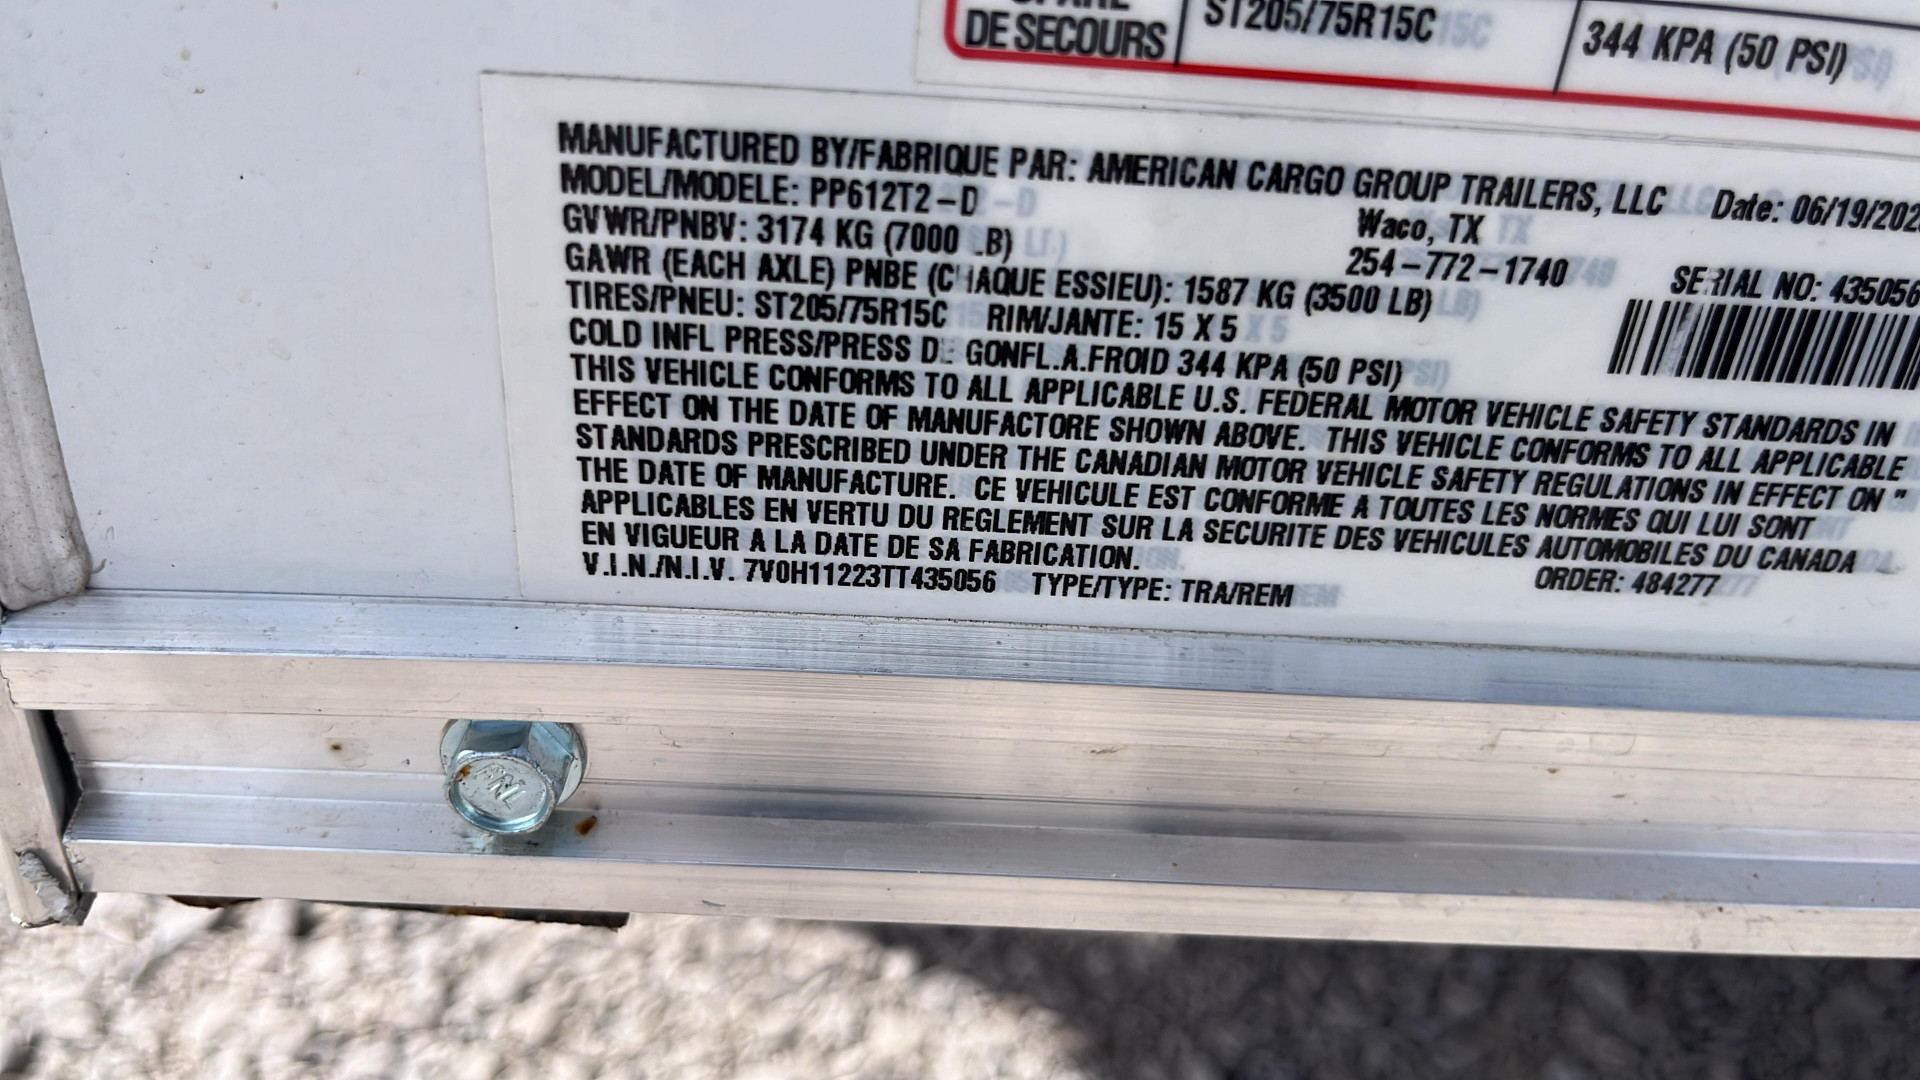 DE SECOURS
ST205/75R15C
344 KPA (50 PSI)
MANUFACTURED BY/FABRIQUE PAR: AMERICAN CARGO GROUP TRAILERS, LLC Date: 06/19/202
MODEL/MODELE: PP612T2-D
Waco, TX
GVWR/PNBV: 3174 KG (7000 LB)
254-772-1740
SERIAL NO: 435056
GAWR (EACH AXLE) PNBE (CHAQUE ESSIEU): 1587 KG (3500 LB)
TIRES/PNEU: ST205/75R15C RIM/JANTE: 15 X 5
COLD INFL PRESS/PRESS DE GONFL.A.FROID 344 KPA (50 PSI)
THIS VEHICLE CONFORMS TO ALL APPLICABLE U.S. FEDERAL MOTOR VEHICLE SAFETY STANDARDS IN
EFFECT ON THE DATE OF MANUFACTORE SHOWN ABOVE. THIS VEHICLE CONFORMS TO ALL APPLICABLE
STANDARDS PRESCRIBED UNDER THE CANADIAN MOTOR VEHICLE SAFETY REGULATIONS IN EFFECT ON "
THE DATE OF MANUFACTURE. CE VEHICULE EST CONFORME A TOUTES LES NORMES QUI LUI SONT
APPLICABLES EN VERTU DU REGLEMENT SUR LA SECURITE DES VEHICULES AUTOMOBILES DU CANADA
EN VIGUEUR A LA DATE DE SA FABRICATION.
V.I.N./N.I.V. 7V0H11223TT435056 TYPE/TYPE: TRA/REM ORDER: 484277